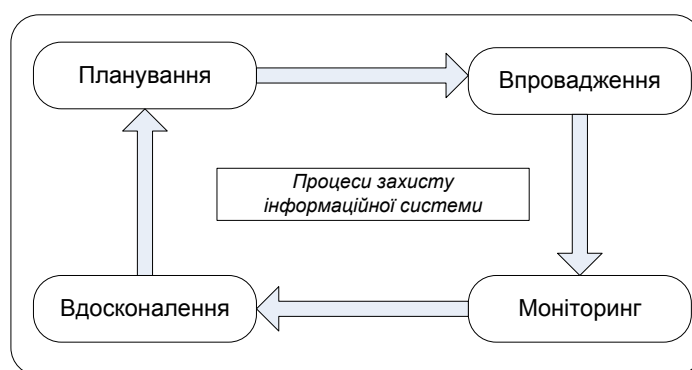 Планування
Впровадження
Процеси захисту
інформаційної системи
Вдосконалення
Моніторинг